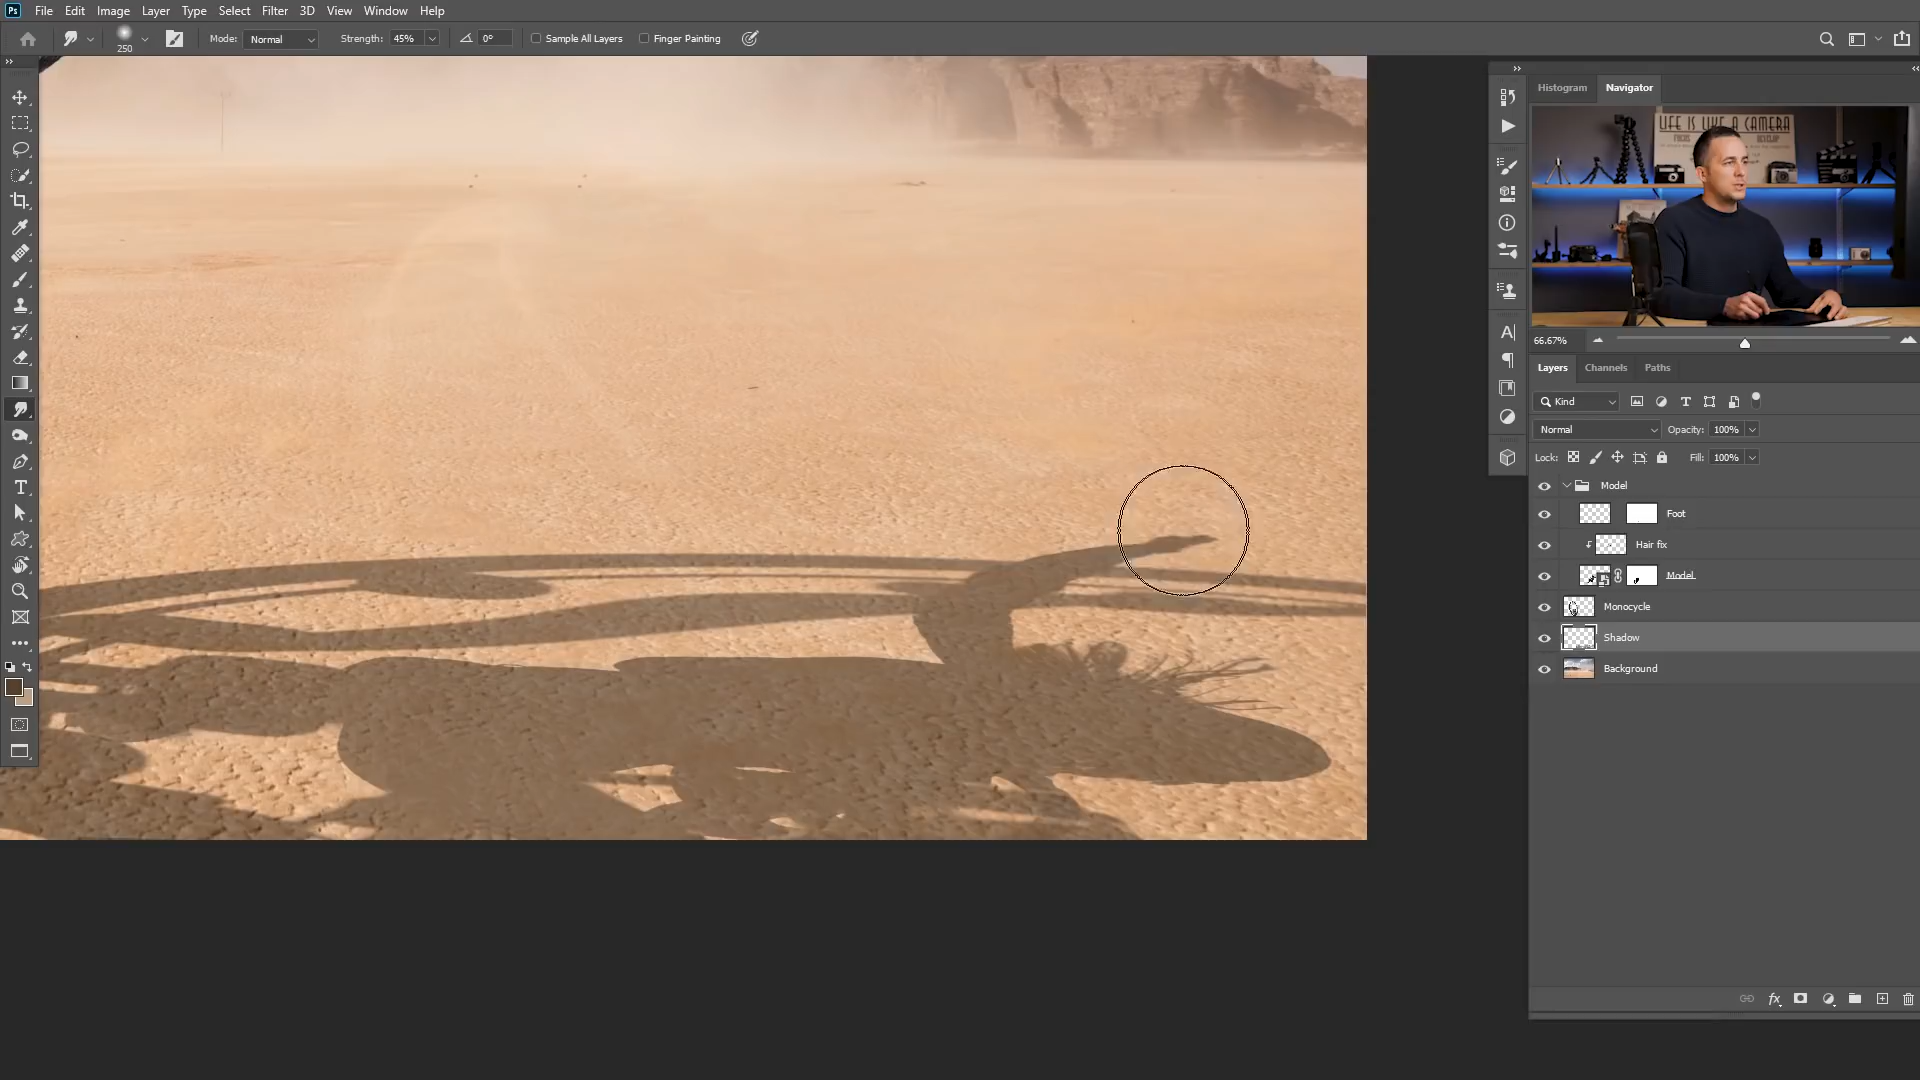 Ps File Edit Image Layer Type Select Filter 3D View Window Help
250 Mode: Normal Strength: 45% 0° Sample All Layers Finger Painting
Histogram Navigator
LIFE IS LIKE A CAMERA
66.67%
Layers Channels Paths
Kind
Normal Opacity: 100%
Lock: Fill: 100%
Model
Foot
Hair fix
Model
Monocycle
Shadow
Background
fx